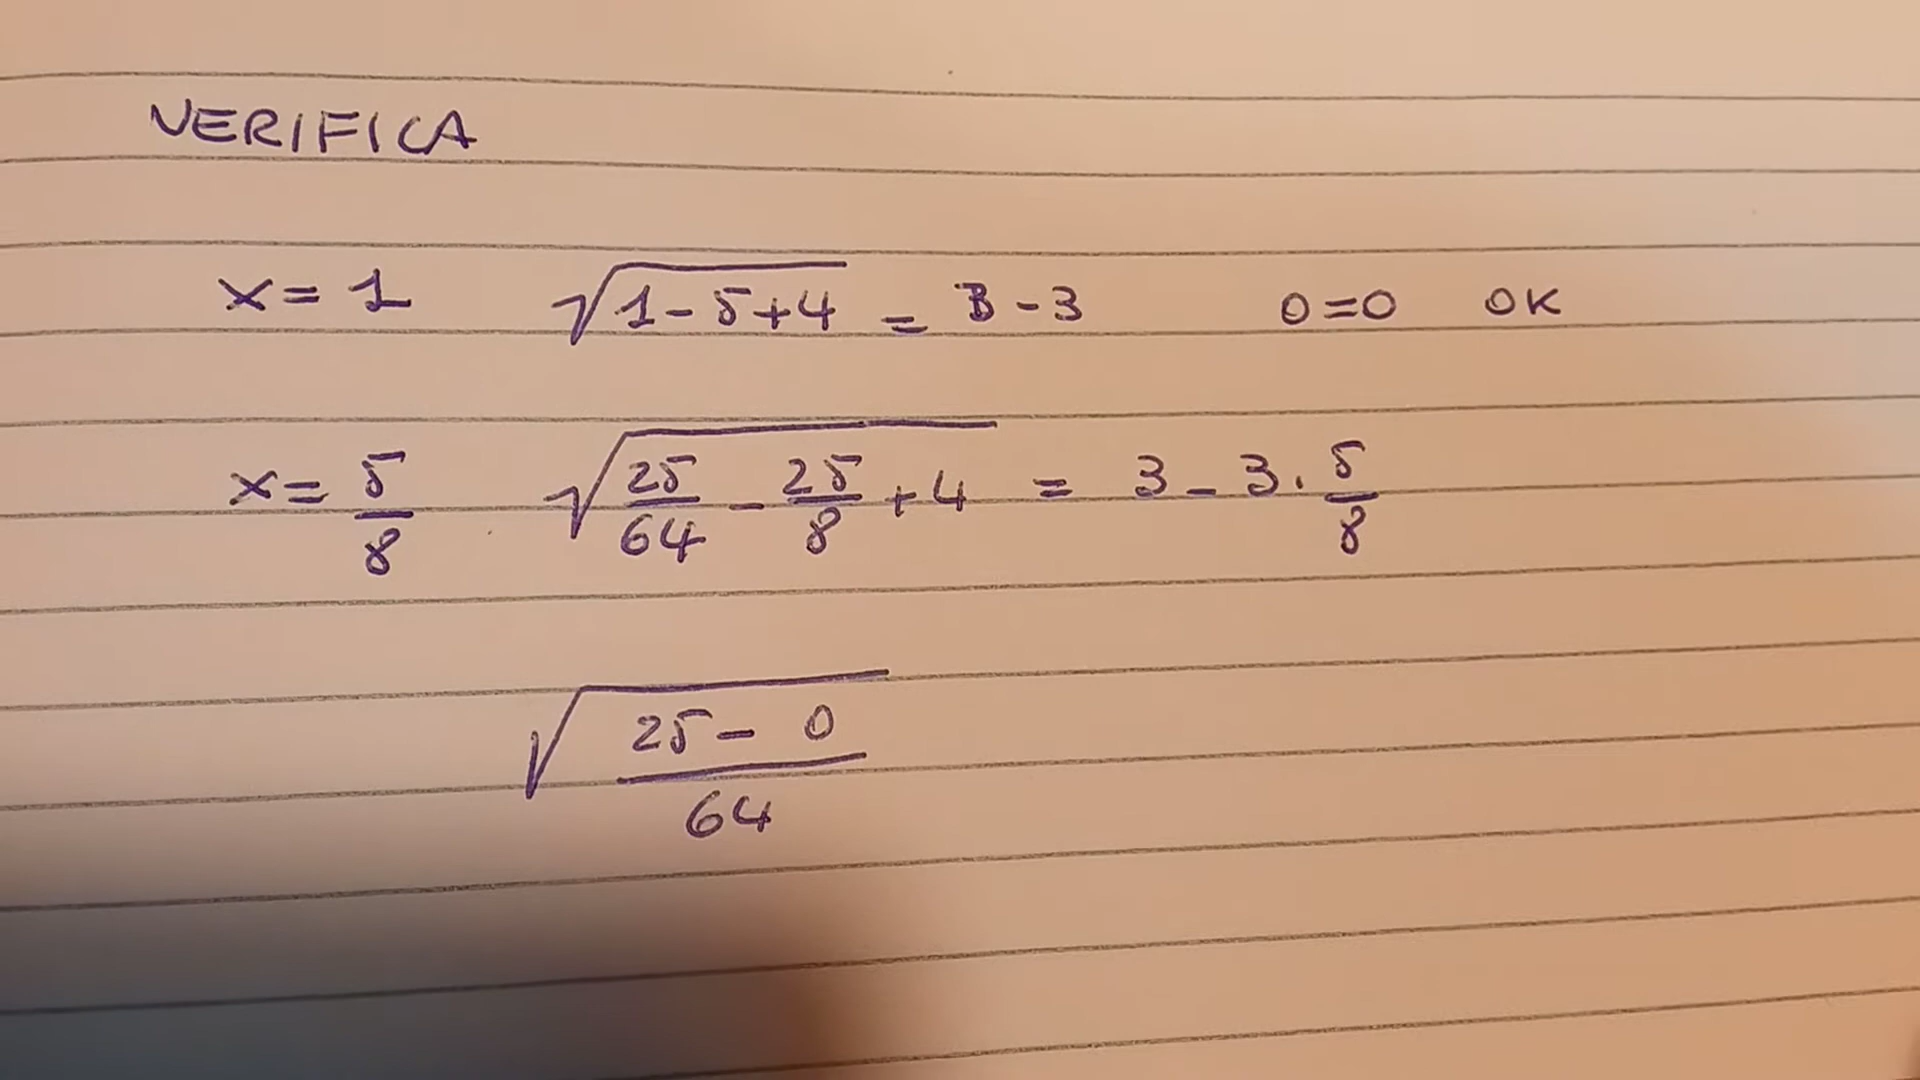 VERIFICA
x = 1 √(1 - 5 + 4) = 3 - 3 0 = 0 OK
x = 5/8 √(25/64 - 25/8 + 4) = 3 - 3 · 5/8
√((25 - 0)/64)